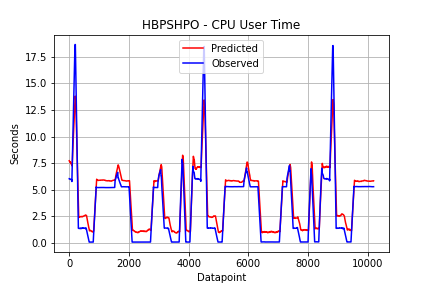 HBPSHPO - CPU User Time
Predicted
Observed
17.5
15.0
12.5
10.0
7.5
5.0
2.5
0.0
Seconds
0 2000 4000 6000 8000 10000
Datapoint